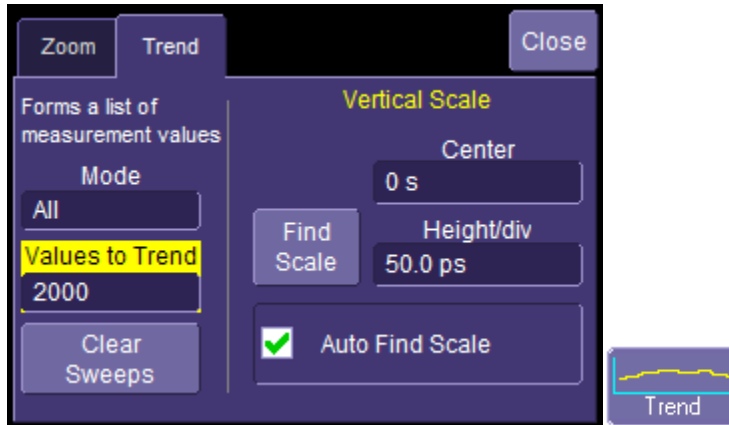 Zoom
Trend
Close
Forms a list of
measurement values
Mode
All
Values to Trend
2000
Clear
Sweeps
Vertical Scale
Center
0 s
Find
Scale
Height/div
50.0 ps
Auto Find Scale
Trend